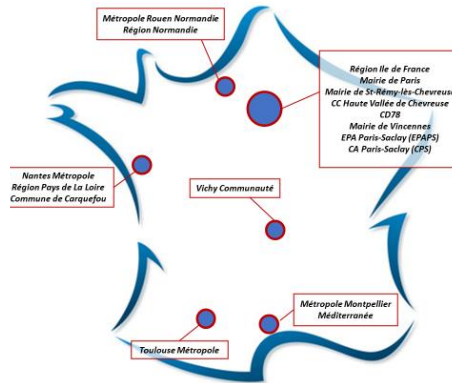 Métropole Rouen Normandie
Région Normandie
Région Ile de France
Mairie de Paris
Mairie de St-Rémy-lès-Chevreuse
CC Haute Vallée de Chevreuse
CD78
Mairie de Vincennes
EPA Paris-Saclay (EPAPS)
CA Paris-Saclay (CPS)
Nantes Métropole
Région Pays de La Loire
Commune de Carquefou
Vichy Communauté
Métropole Montpellier
Méditerranée
Toulouse Métropole